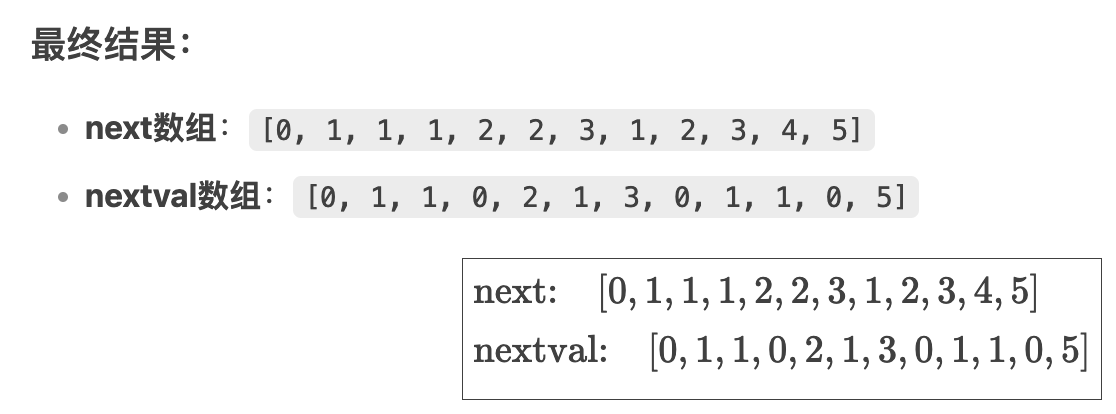 最终结果：
next数组： [0, 1, 1, 1, 2, 2, 3, 1, 2, 3, 4, 5]
nextval数组： [0, 1, 1, 0, 2, 1, 3, 0, 1, 1, 0, 5]
next: [0, 1, 1, 1, 2, 2, 3, 1, 2, 3, 4, 5]
nextval: [0, 1, 1, 0, 2, 1, 3, 0, 1, 1, 0, 5]